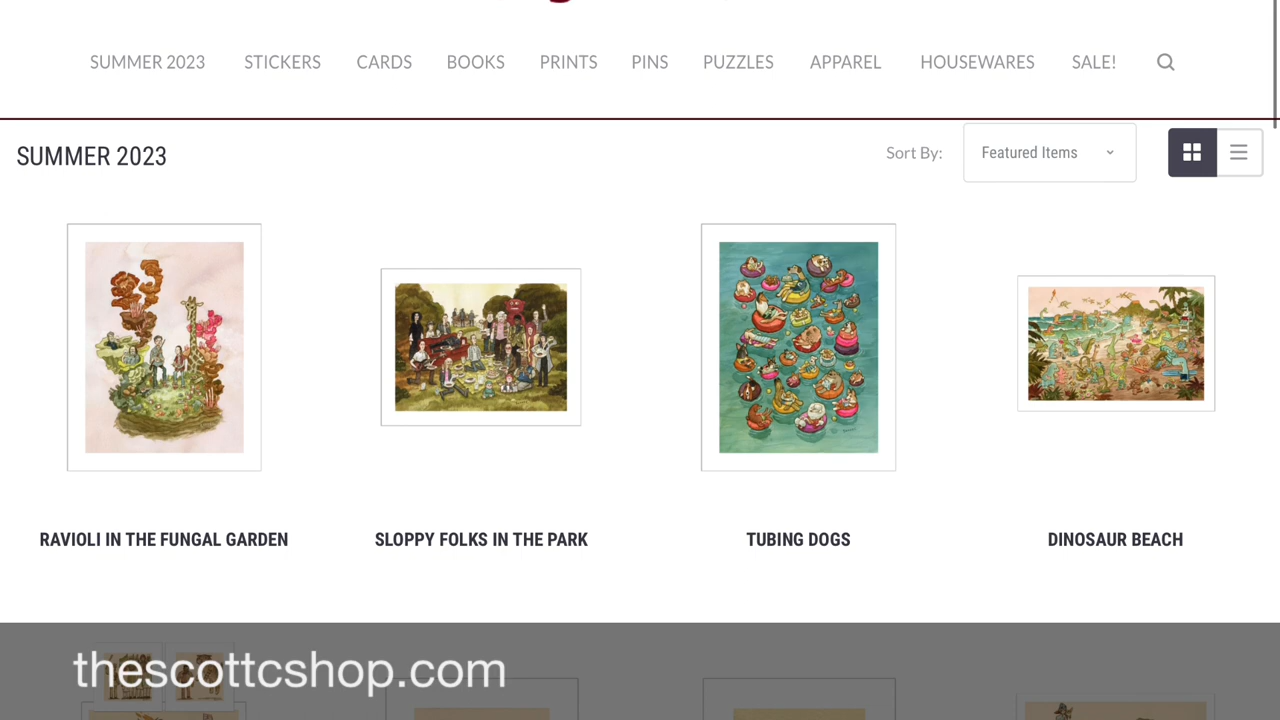 SUMMER 2023 STICKERS CARDS BOOKS PRINTS PINS PUZZLES APPAREL HOUSEWARES SALE!
SUMMER 2023
Sort By: Featured Items
RAVIOLI IN THE FUNGAL GARDEN
SLOPPY FOLKS IN THE PARK
TUBING DOGS
DINOSAUR BEACH
thescottcshop.com